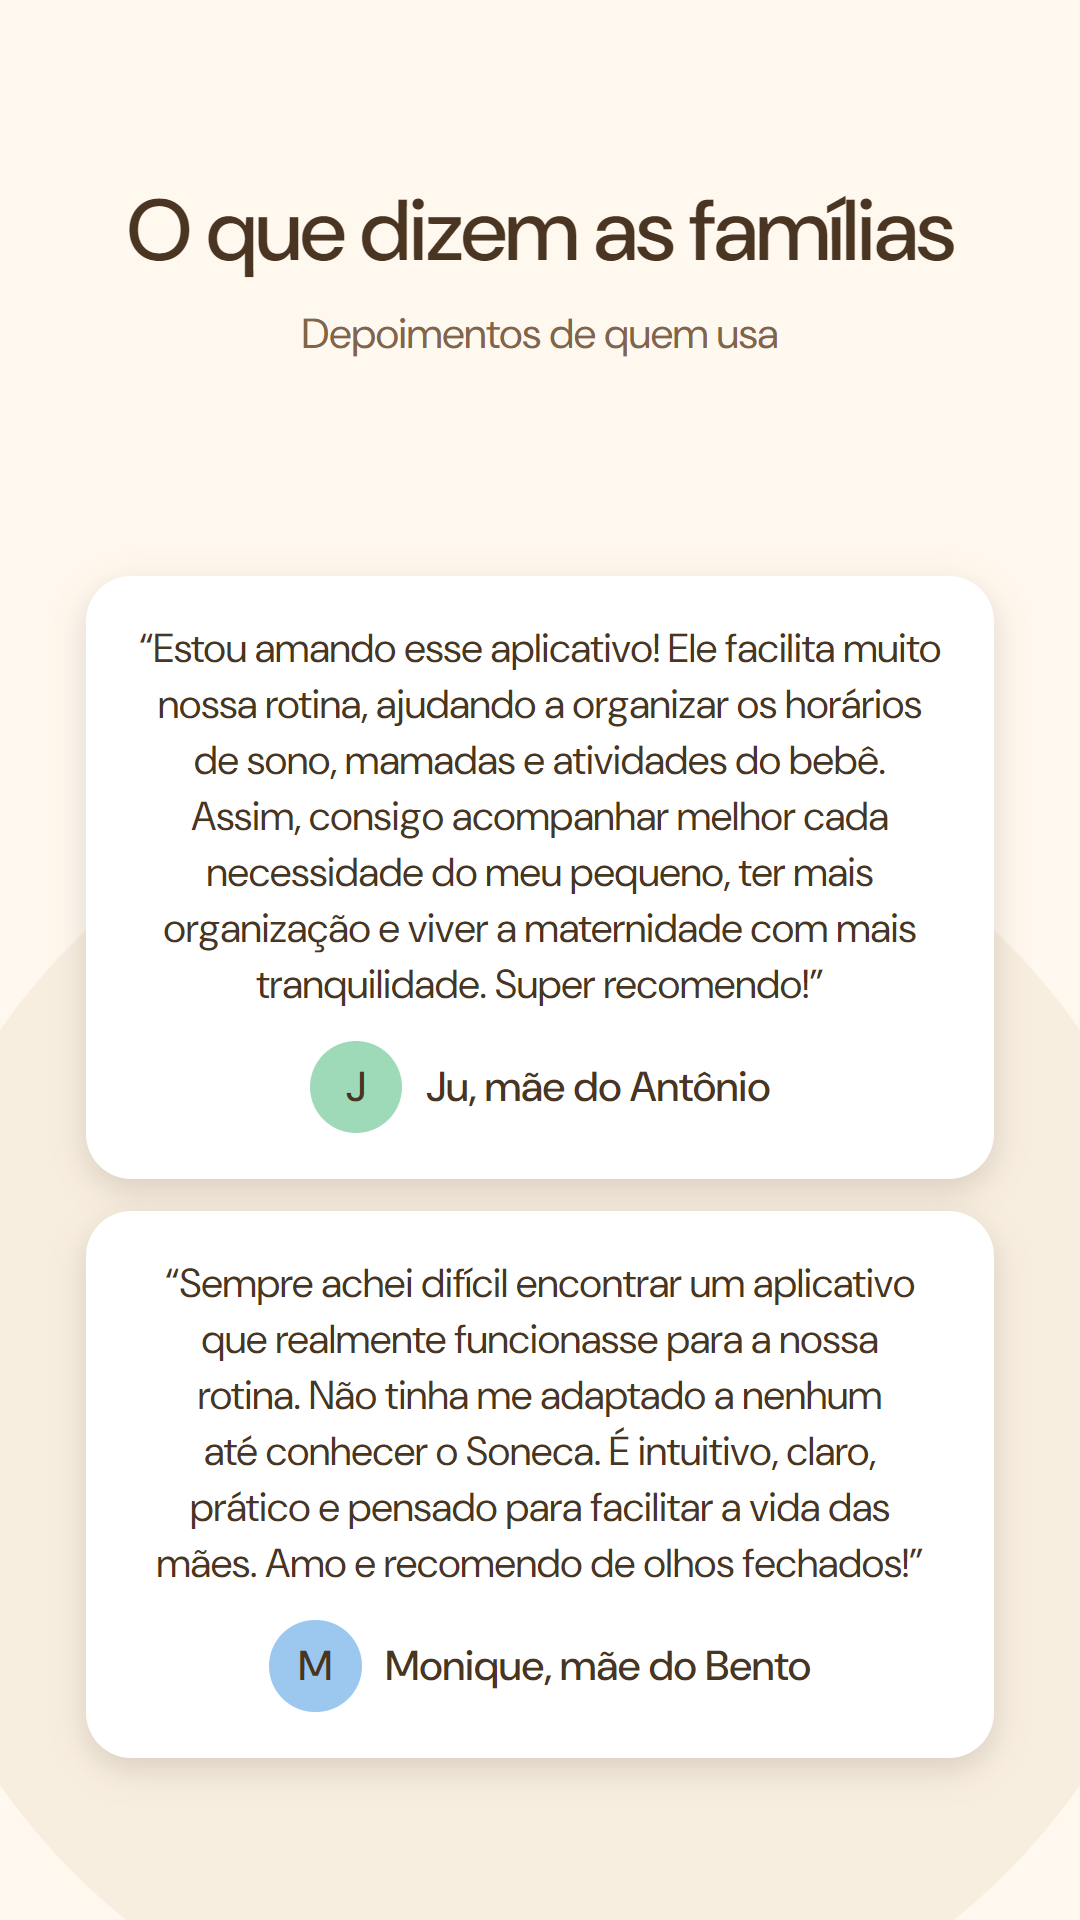 O que dizem as famílias
Depoimentos de quem usa
“Estou amando esse aplicativo! Ele facilita muito
nossa rotina, ajudando a organizar os horários
de sono, mamadas e atividades do bebê.
Assim, consigo acompanhar melhor cada
necessidade do meu pequeno, ter mais
organização e viver a maternidade com mais
tranquilidade. Super recomendo!”
J
Ju, mãe do Antônio
“Sempre achei difícil encontrar um aplicativo
que realmente funcionasse para a nossa
rotina. Não tinha me adaptado a nenhum
até conhecer o Soneca. É intuitivo, claro,
prático e pensado para facilitar a vida das
mães. Amo e recomendo de olhos fechados!”
M
Monique, mãe do Bento